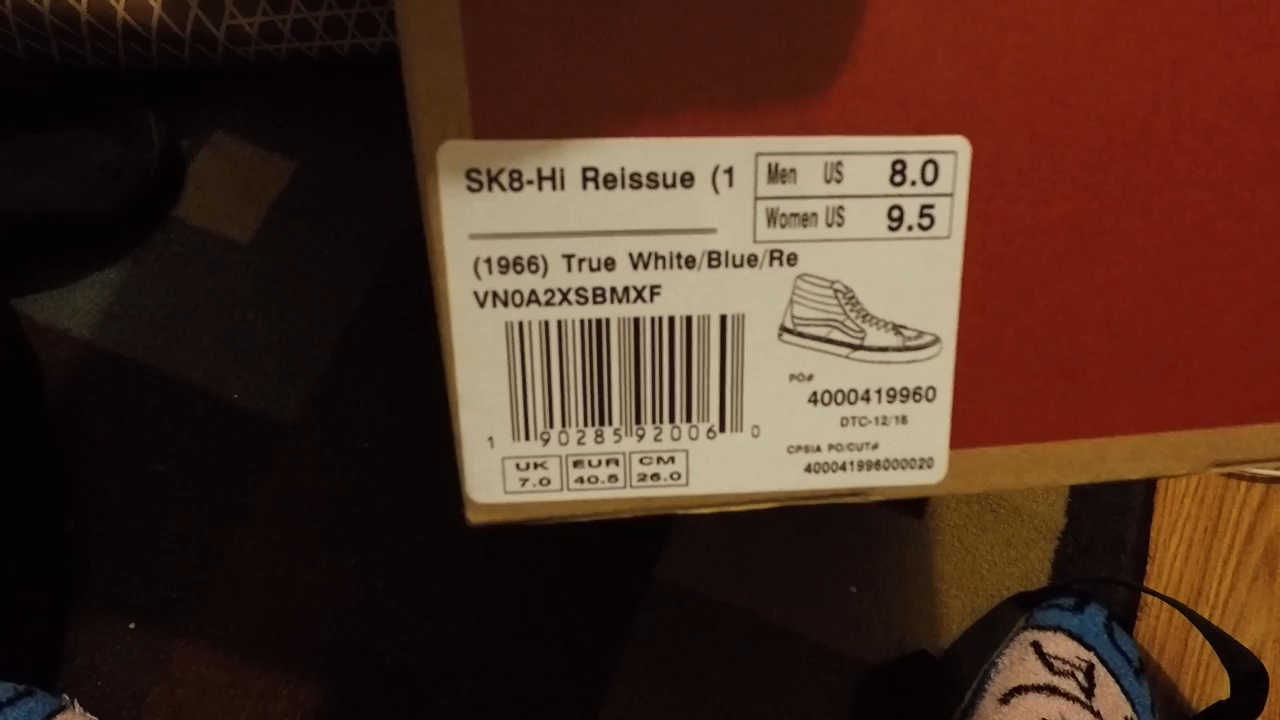 SK8-Hi Reissue (1
Men US 8.0
Women US 9.5
(1966) True White/Blue/Re
VN0A2XSBMXF
1 90285 92006 0
PO#
4000419960
DTC-12/16
CPSIA PO/CUT#
400041996000020
UK EUR CM
7.0 40.5 26.0